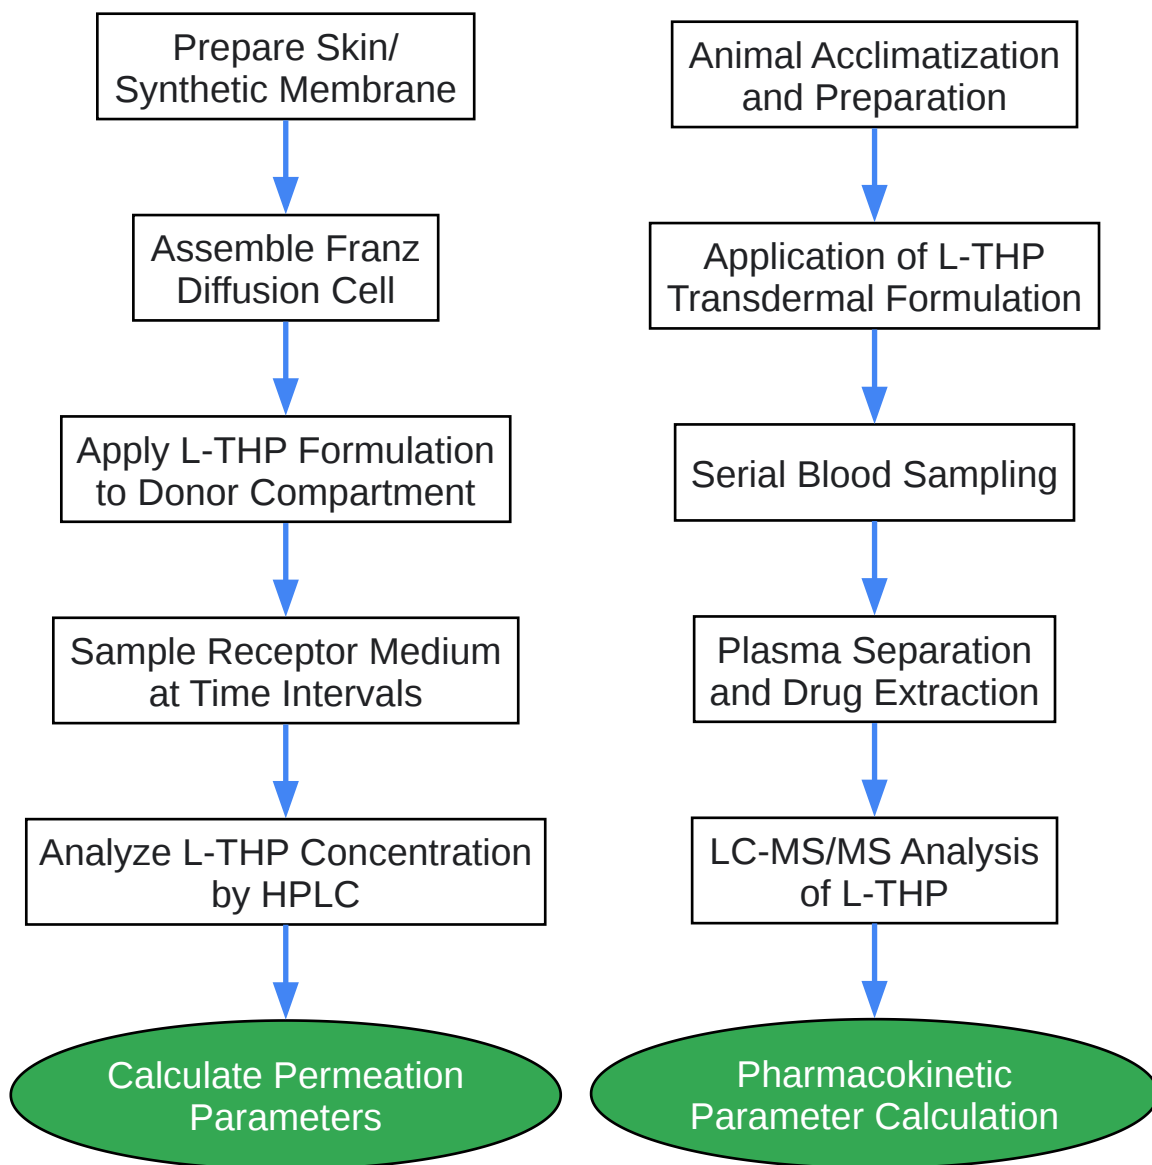 Prepare Skin/
Synthetic Membrane
Assemble Franz
Diffusion Cell
Apply L-THP Formulation
to Donor Compartment
Sample Receptor Medium
at Time Intervals
Analyze L-THP Concentration
by HPLC
Calculate Permeation
Parameters
Animal Acclimatization
and Preparation
Application of L-THP
Transdermal Formulation
Serial Blood Sampling
Plasma Separation
and Drug Extraction
LC-MS/MS Analysis
of L-THP
Pharmacokinetic
Parameter Calculation